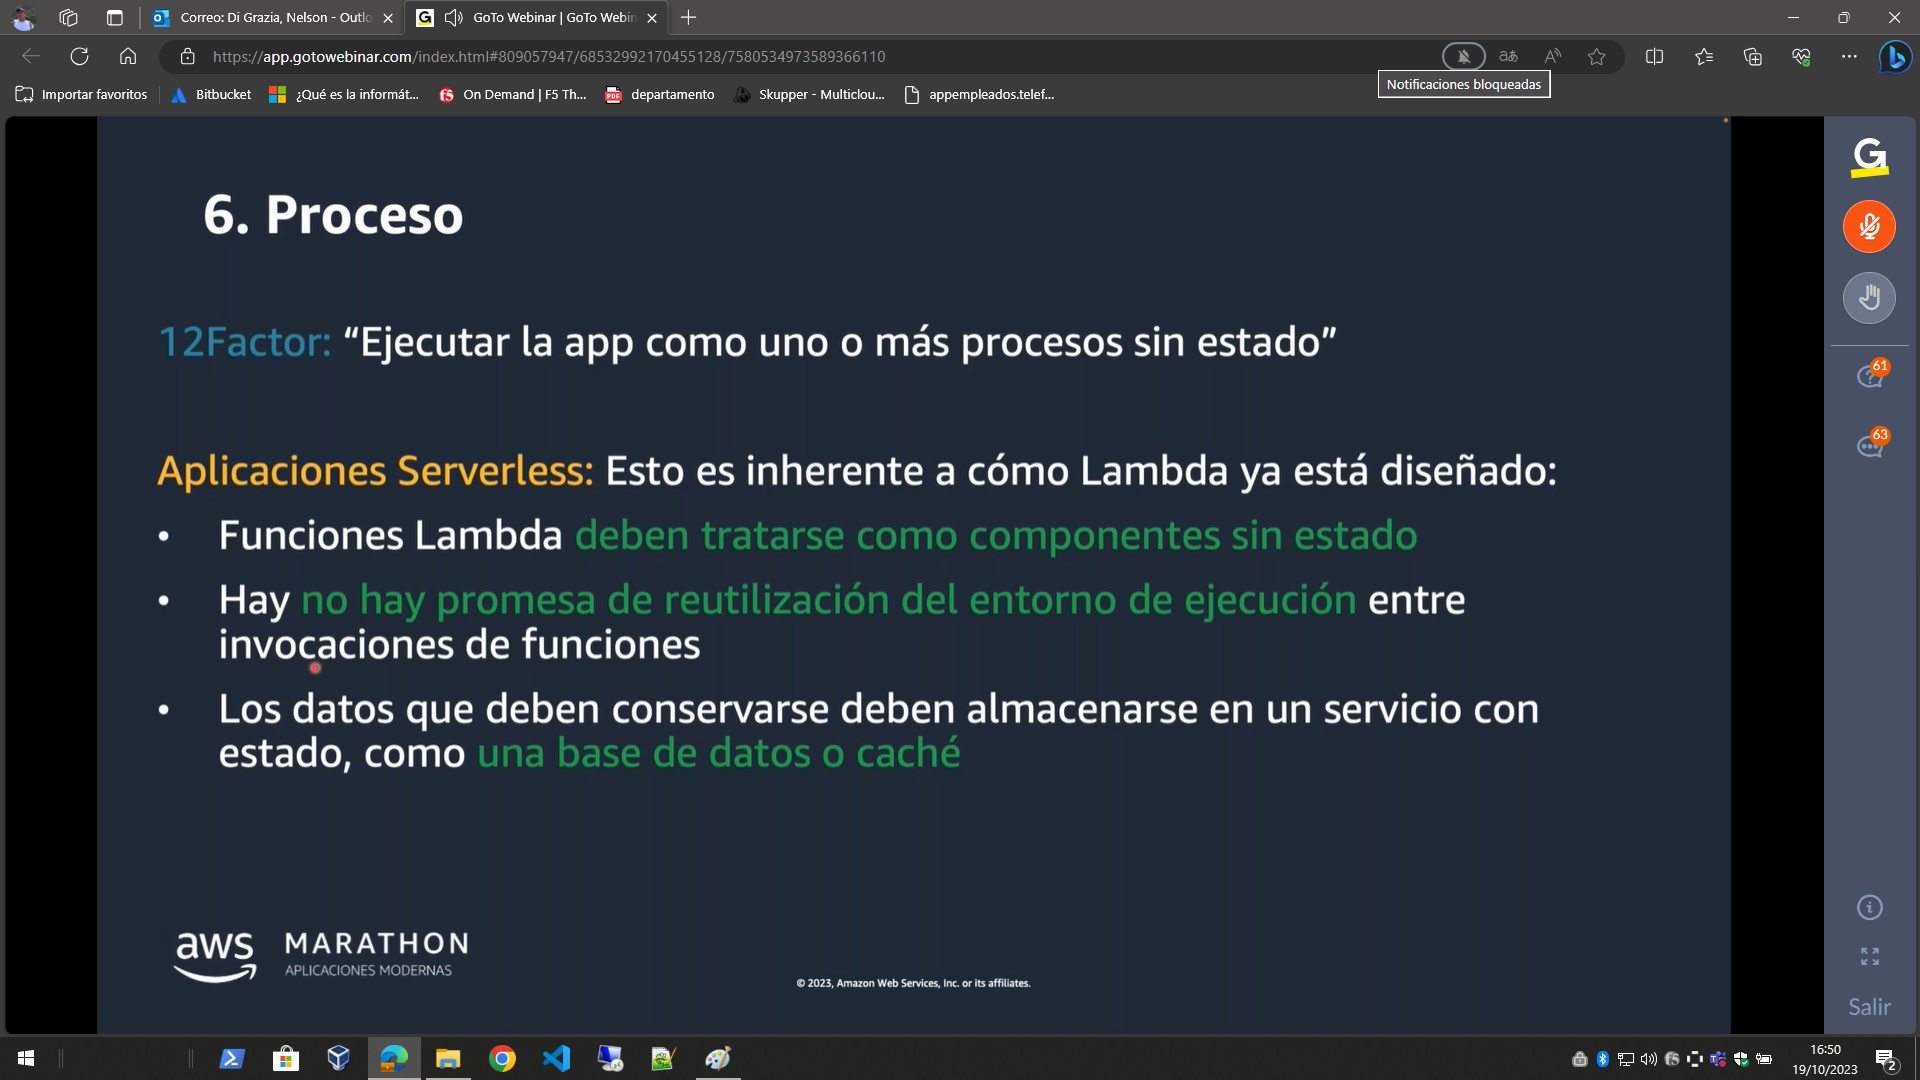 Correo: Di Grazia, Nelson - Outlo
GoTo Webinar | GoTo Webin
https://app.gotowebinar.com/index.html#809057947/68532992170455128/7580534973589366110
Notificaciones bloqueadas
Importar favoritos
Bitbucket
¿Qué es la informát...
On Demand | F5 Th...
departamento
Skupper - Multiclou...
appempleados.telef...
6. Proceso
12Factor: “Ejecutar la app como uno o más procesos sin estado”
Aplicaciones Serverless: Esto es inherente a cómo Lambda ya está diseñado:
• Funciones Lambda deben tratarse como componentes sin estado
• Hay no hay promesa de reutilización del entorno de ejecución entre
invocaciones de funciones
• Los datos que deben conservarse deben almacenarse en un servicio con
estado, como una base de datos o caché
aws MARATHON
APLICACIONES MODERNAS
© 2023, Amazon Web Services, Inc. or its affiliates.
61
63
Salir
16:50
19/10/2023
2